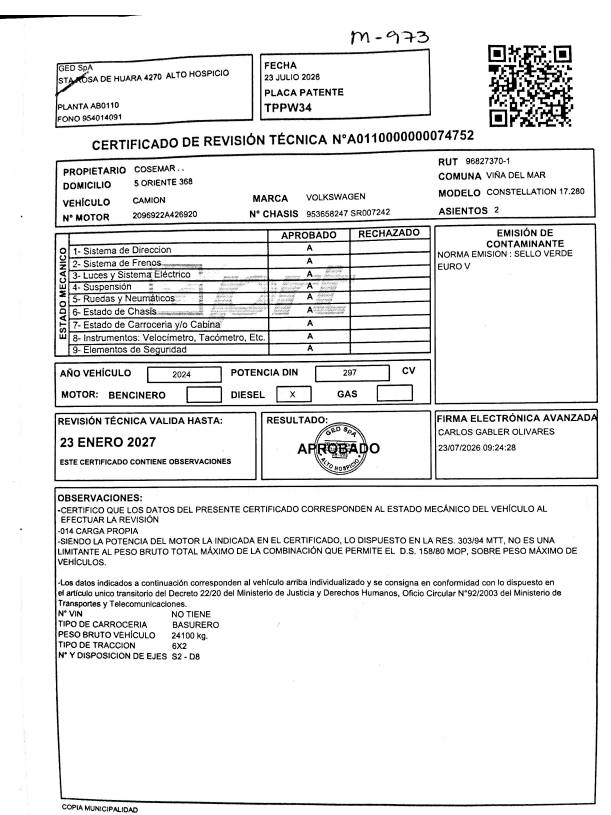 M-973
GED SpA
STA ROSA DE HUARA 4270 ALTO HOSPICIO
PLANTA AB0110
FONO 954014091
FECHA
23 JULIO 2026
PLACA PATENTE
TPPW34
CERTIFICADO DE REVISIÓN TÉCNICA N°A0110000000074752
PROPIETARIO COSEMAR . .
RUT 96827370-1
DOMICILIO 5 ORIENTE 368
COMUNA VIÑA DEL MAR
VEHÍCULO CAMION
MARCA VOLKSWAGEN
MODELO CONSTELLATION 17.280
N° MOTOR 2096922A426920
N° CHASIS 953658247 SR007242
ASIENTOS 2
ESTADO MECANICO
APROBADO RECHAZADO
1- Sistema de Direccion A
2- Sistema de Frenos A
3- Luces y Sistema Eléctrico A
4- Suspensión A
5- Ruedas y Neumáticos A
6- Estado de Chasis A
7- Estado de Carroceria y/o Cabina A
8- Instrumentos: Velocímetro, Tacómetro, Etc. A
9- Elementos de Seguridad A
EMISIÓN DE
CONTAMINANTE
NORMA EMISION : SELLO VERDE
EURO V
AÑO VEHÍCULO 2024 POTENCIA DIN 297 CV
MOTOR: BENCINERO DIESEL X GAS
REVISIÓN TÉCNICA VALIDA HASTA:
23 ENERO 2027
ESTE CERTIFICADO CONTIENE OBSERVACIONES
RESULTADO:
GED SpA
APROBADO
ALTO HOSPICIO
FIRMA ELECTRÓNICA AVANZADA
CARLOS GABLER OLIVARES
23/07/2026 09:24:28
OBSERVACIONES:
-CERTIFICO QUE LOS DATOS DEL PRESENTE CERTIFICADO CORRESPONDEN AL ESTADO MECÁNICO DEL VEHÍCULO AL
EFECTUAR LA REVISIÓN
-014 CARGA PROPIA
-SIENDO LA POTENCIA DEL MOTOR LA INDICADA EN EL CERTIFICADO, LO DISPUESTO EN LA RES. 303/94 MTT, NO ES UNA
LIMITANTE AL PESO BRUTO TOTAL MÁXIMO DE LA COMBINACIÓN QUE PERMITE EL D.S. 158/80 MOP, SOBRE PESO MÁXIMO DE
VEHÍCULOS.
-Los datos indicados a continuación corresponden al vehículo arriba individualizado y se consigna en conformidad con lo dispuesto en
el artículo unico transitorio del Decreto 22/20 del Ministerio de Justicia y Derechos Humanos, Oficio Circular N°92/2003 del Ministerio de
Transportes y Telecomunicaciones.
N° VIN NO TIENE
TIPO DE CARROCERIA BASURERO
PESO BRUTO VEHÍCULO 24100 kg.
TIPO DE TRACCION 6X2
N° Y DISPOSICION DE EJES S2 - D8
COPIA MUNICIPALIDAD